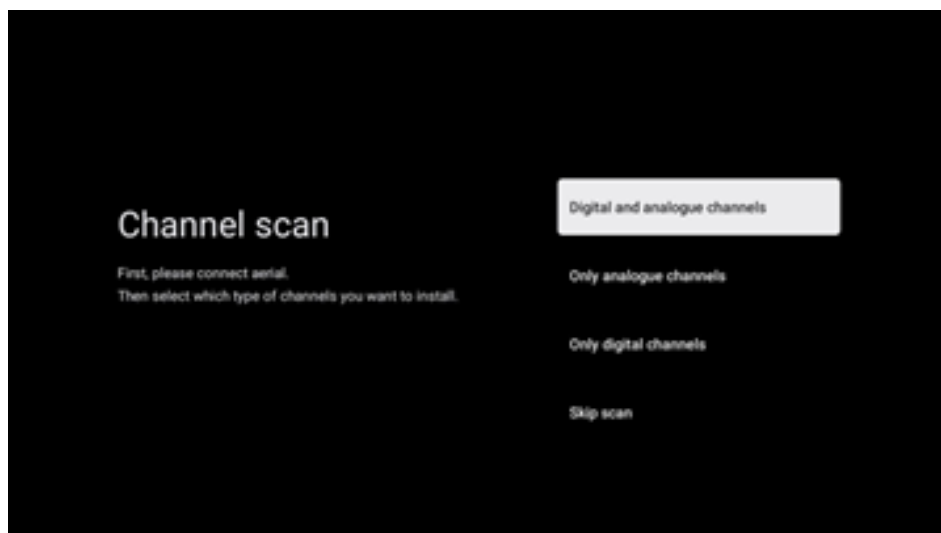 Channel scan
First, please connect aerial.
Then select which type of channels you want to install.
Digital and analogue channels
Only analogue channels
Only digital channels
Skip scan